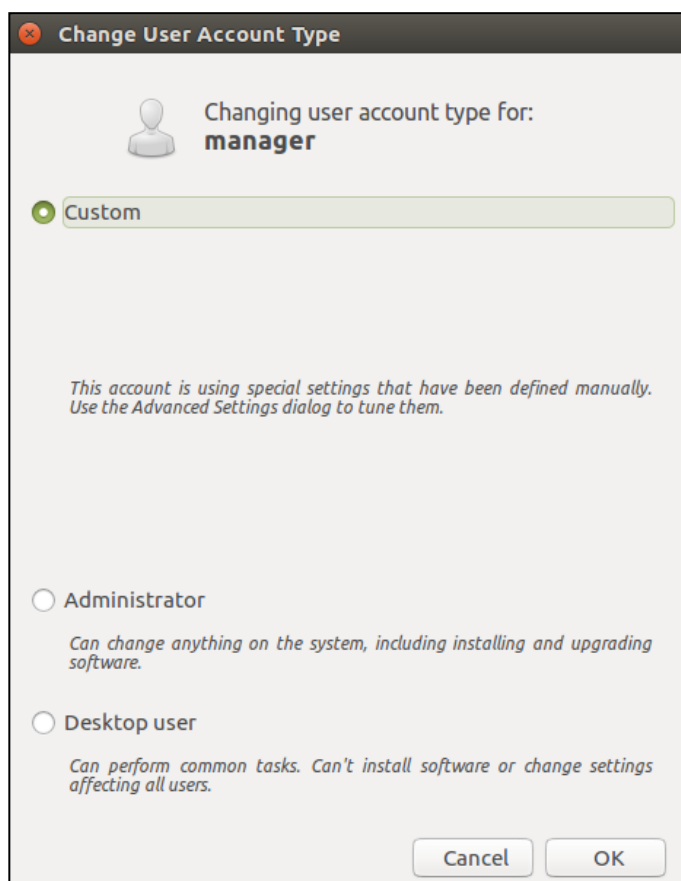 Change User Account Type
Changing user account type for:
manager
Custom
This account is using special settings that have been defined manually.
Use the Advanced Settings dialog to tune them.
Administrator
Can change anything on the system, including installing and upgrading
software.
Desktop user
Can perform common tasks. Can't install software or change settings
affecting all users.
Cancel OK